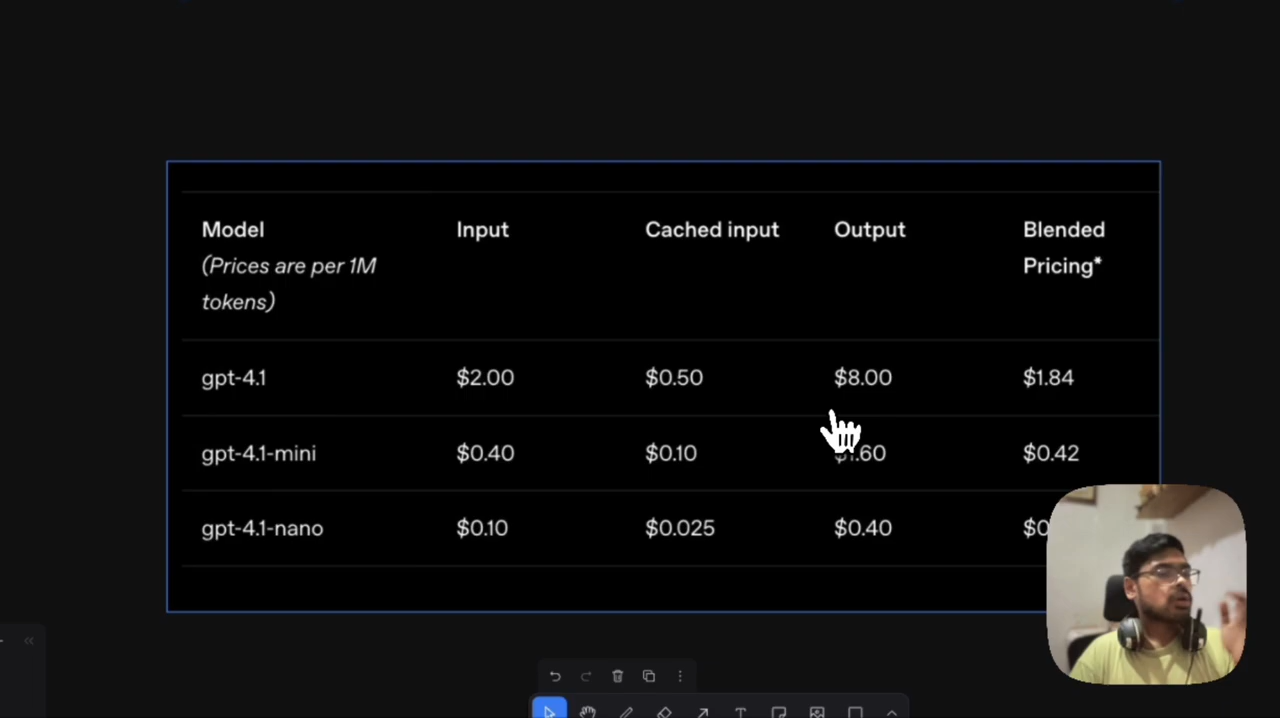 Model Input Cached input Output Blended
(Prices are per 1M Pricing*
tokens)
gpt-4.1 $2.00 $0.50 $8.00 $1.84
gpt-4.1-mini $0.40 $0.10 $1.60 $0.42
gpt-4.1-nano $0.10 $0.025 $0.40